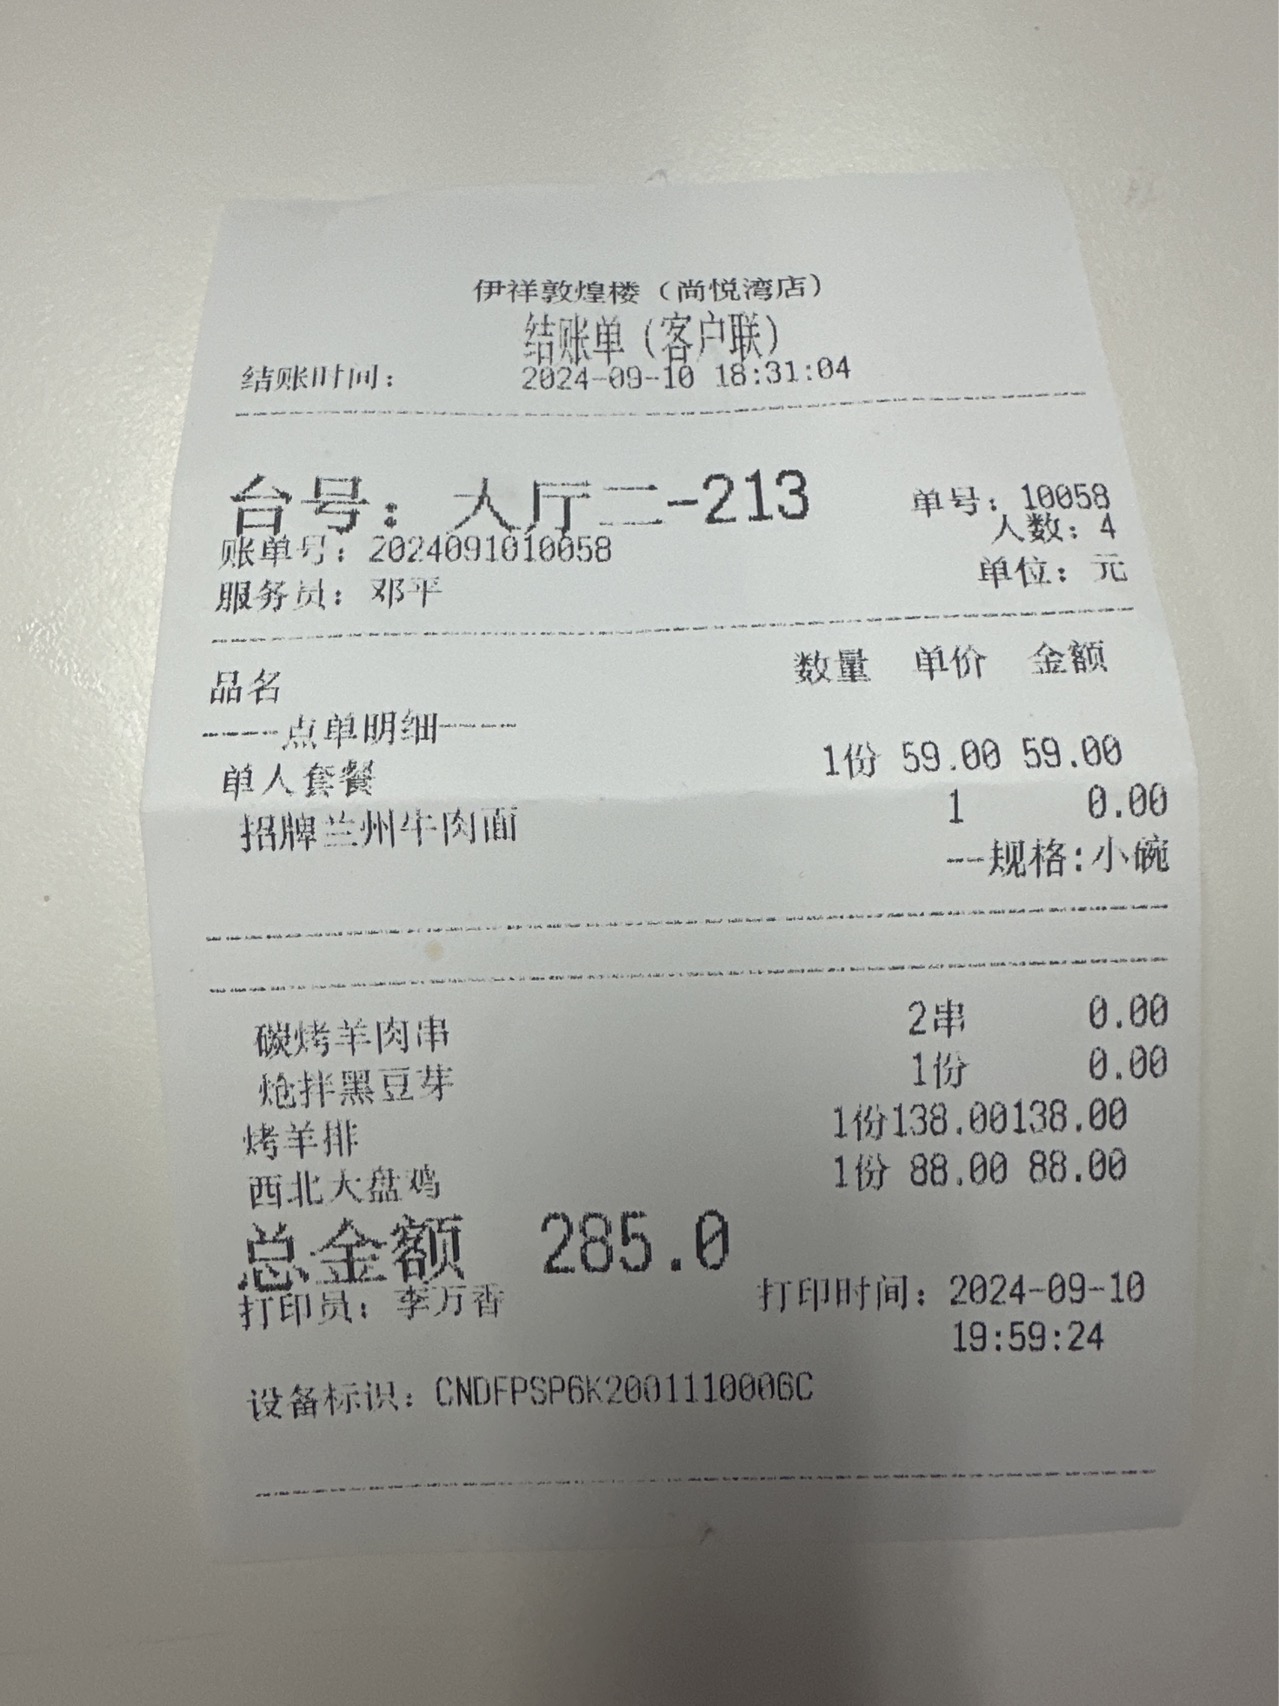 伊祥敦煌楼（尚悦湾店）
结账单（客户联）
结账时间： 2024-09-10 18:31:04
台号： 大厅二-213 单号：10058
人数：4
账单号：2024091010058
服务员：邓平 单位：元
品名 数量 单价 金额
----点单明细----
单人套餐 1份 59.00 59.00
招牌兰州牛肉面 1 0.00
--规格:小碗
碳烤羊肉串 2串 0.00
炝拌黑豆芽 1份 0.00
烤羊排 1份138.00138.00
西北大盘鸡 1份 88.00 88.00
总金额 285.0
打印员：李万香 打印时间：2024-09-10
19:59:24
设备标识：CNDFPSP6K2001110006C